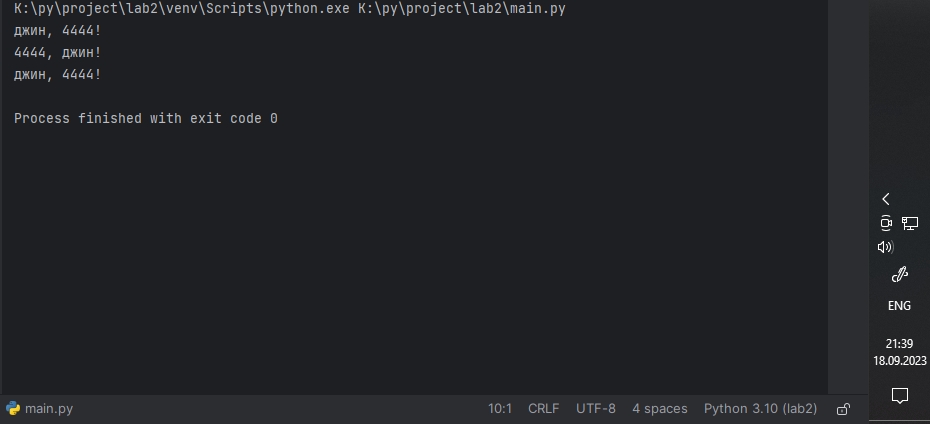 K:\py\project\lab2\venv\Scripts\python.exe K:\py\project\lab2\main.py
джин, 4444!
4444, джин!
джин, 4444!
Process finished with exit code 0
ENG
21:39
18.09.2023
main.py 10:1 CRLF UTF-8 4 spaces Python 3.10 (lab2)